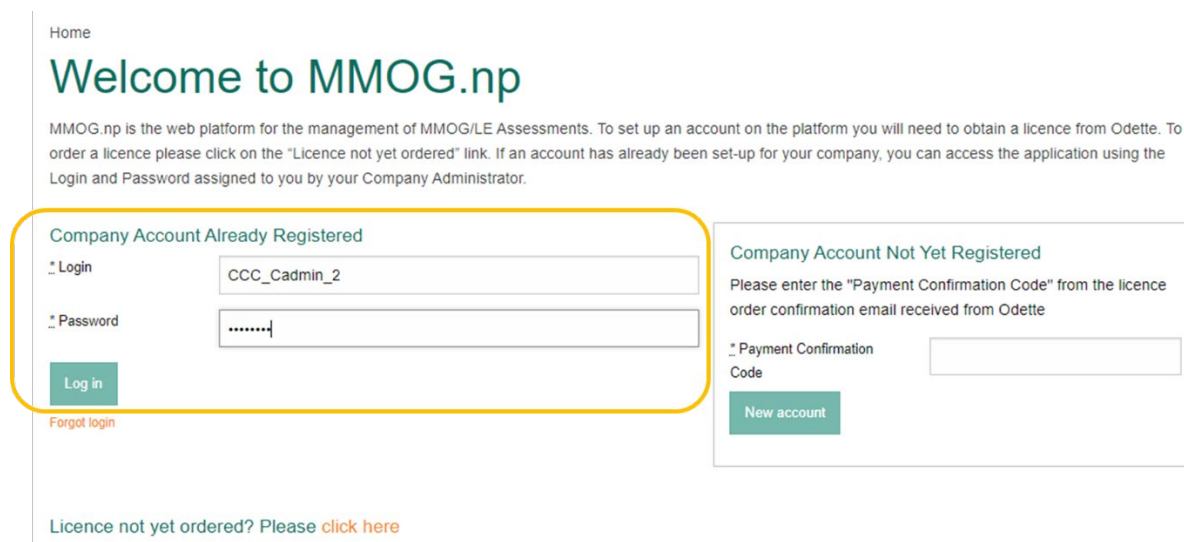 Home
Welcome to MMOG.np
MMOG.np is the web platform for the management of MMOG/LE Assessments. To set up an account on the platform you will need to obtain a licence from Odette. To
order a licence please click on the “Licence not yet ordered” link. If an account has already been set-up for your company, you can access the application using the
Login and Password assigned to you by your Company Administrator.
Company Account Already Registered
* Login
CCC_Cadmin_2
* Password
••••••••
Log in
Forgot login
Company Account Not Yet Registered
Please enter the "Payment Confirmation Code" from the licence
order confirmation email received from Odette
* Payment Confirmation
Code
New account
Licence not yet ordered? Please click here